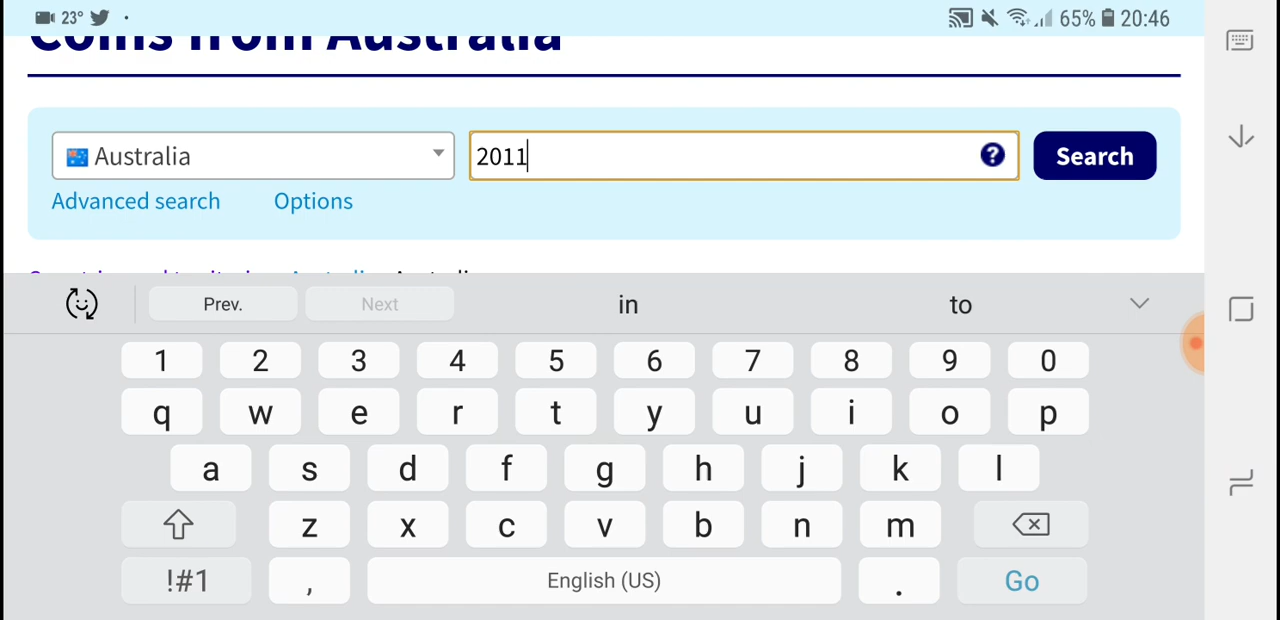 23° 65% 20:46
Coins from Australia
Australia 2011 ? Search
Advanced search Options
Prev. Next in to
1 2 3 4 5 6 7 8 9 0
q w e r t y u i o p
a s d f g h j k l
z x c v b n m
!#1 , English (US) . Go